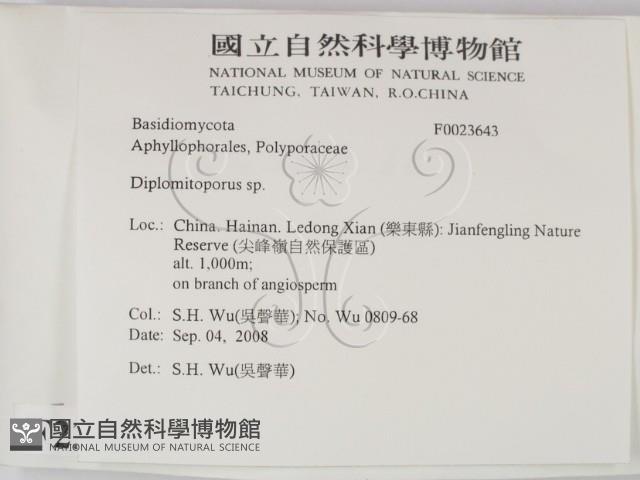 國立自然科學博物館
NATIONAL MUSEUM OF NATURAL SCIENCE
TAICHUNG, TAIWAN, R.O.CHINA
Basidiomycota F0023643
Aphyllophorales, Polyporaceae
Diplomitoporus sp.
Loc.: China. Hainan. Ledong Xian (樂東縣): Jianfengling Nature
Reserve (尖峰嶺自然保護區)
alt. 1,000m;
on branch of angiosperm
Col.: S.H. Wu(吳聲華); No. Wu 0809-68
Date: Sep. 04, 2008
Det.: S.H. Wu(吳聲華)
2.
國立自然科學博物館
NATIONAL MUSEUM OF NATURAL SCIENCE